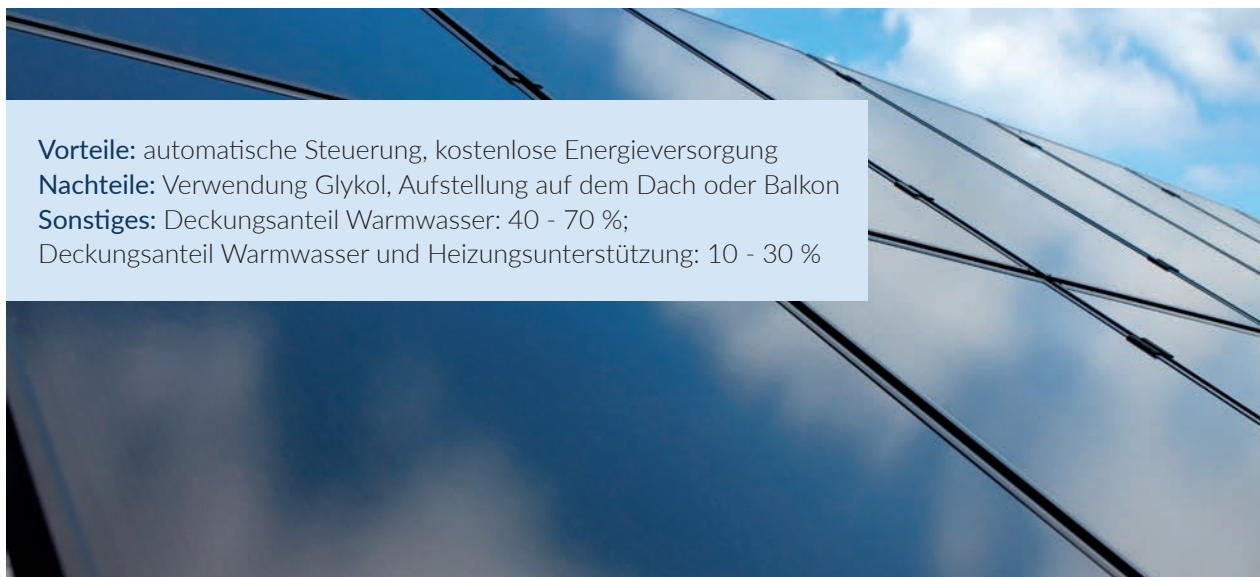 Vorteile: automatische Steuerung, kostenlose Energieversorgung
Nachteile: Verwendung Glykol, Aufstellung auf dem Dach oder Balkon
Sonstiges: Deckungsanteil Warmwasser: 40 - 70 %;
Deckungsanteil Warmwasser und Heizungsunterstützung: 10 - 30 %